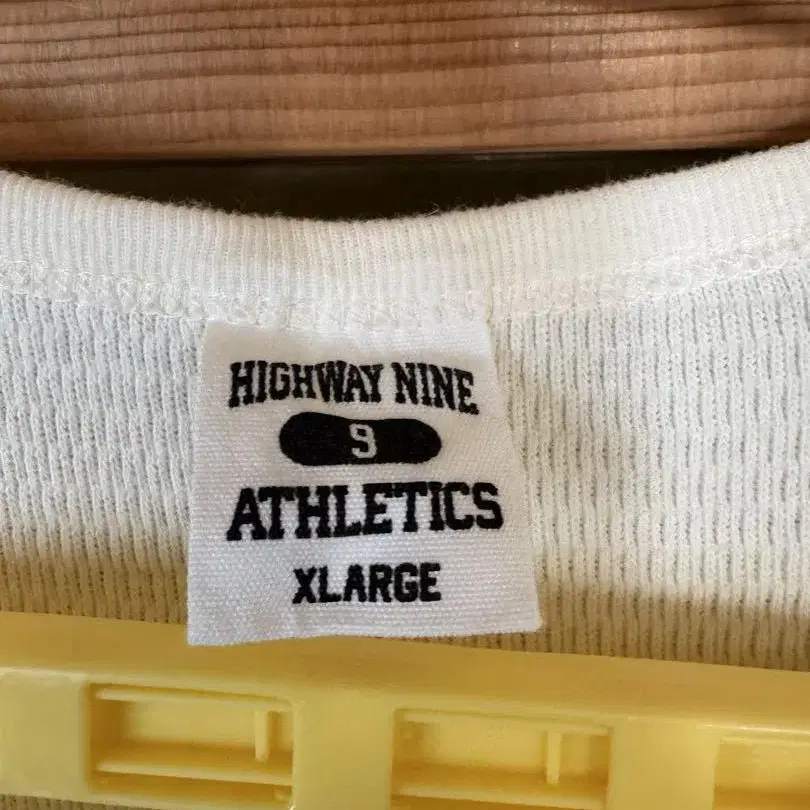 HIGHWAY NINE
9
ATHLETICS
XLARGE